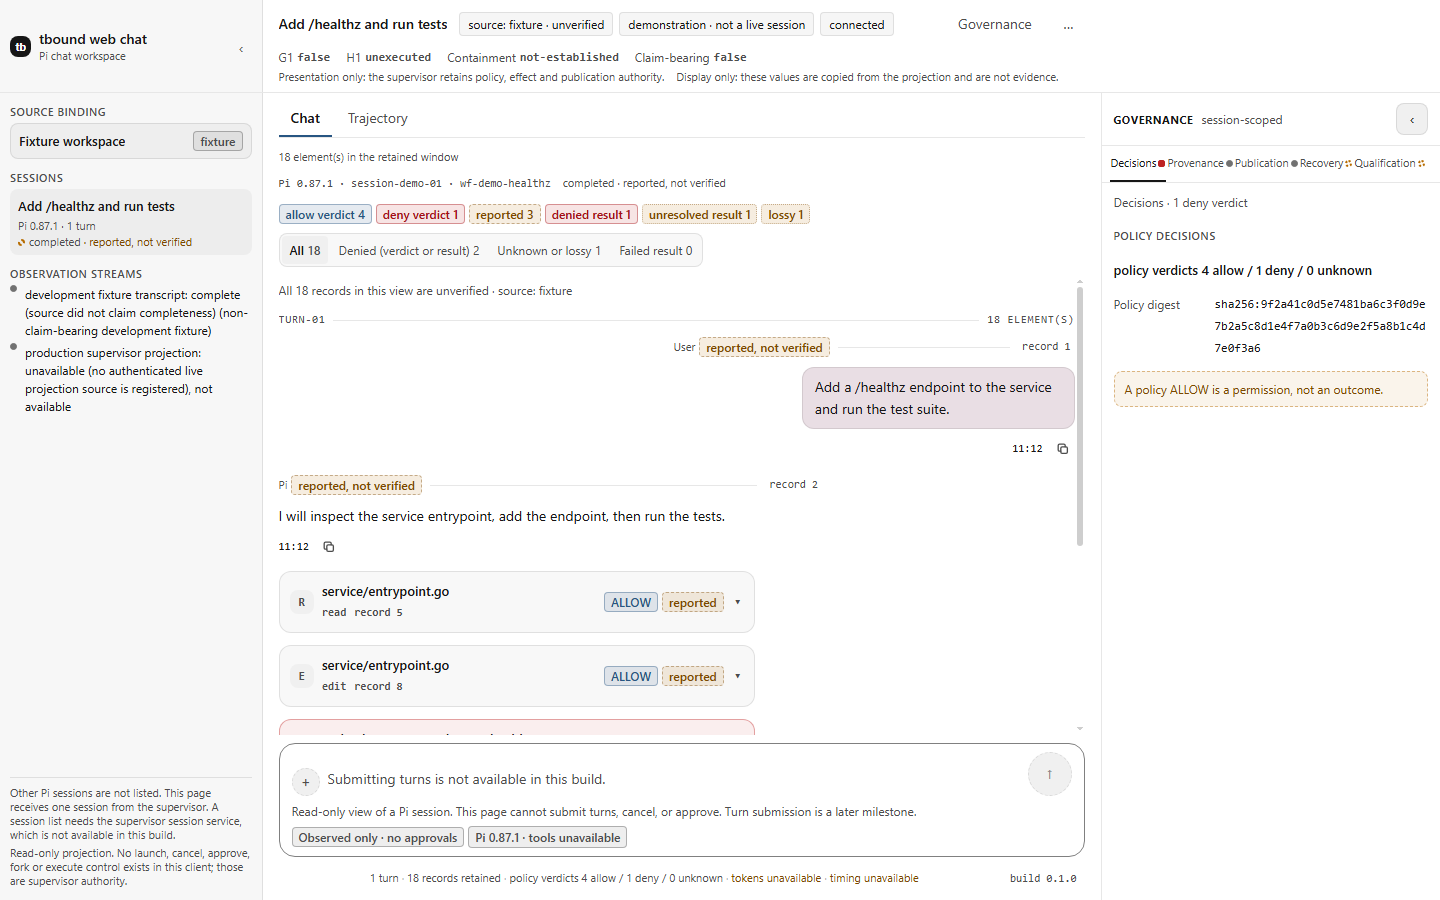 tb
tbound web chat
Pi chat workspace
‹
SOURCE BINDING
Fixture workspace
fixture
SESSIONS
Add /healthz and run tests
Pi 0.87.1 · 1 turn
completed · reported, not verified
OBSERVATION STREAMS
development fixture transcript: complete
(source did not claim completeness) (non-
claim-bearing development fixture)
production supervisor projection:
unavailable (no authenticated live
projection source is registered), not
available
Other Pi sessions are not listed. This page
receives one session from the supervisor. A
session list needs the supervisor session service,
which is not available in this build.
Read-only projection. No launch, cancel, approve,
fork or execute control exists in this client; those
are supervisor authority.
Add /healthz and run tests source: fixture · unverified demonstration · not a live session connected Governance ...
G1 false H1 unexecuted Containment not-established Claim-bearing false
Presentation only: the supervisor retains policy, effect and publication authority. Display only: these values are copied from the projection and are not evidence.
Chat Trajectory
18 element(s) in the retained window
Pi 0.87.1 · session-demo-01 · wf-demo-healthz completed · reported, not verified
allow verdict 4 deny verdict 1 reported 3 denied result 1 unresolved result 1 lossy 1
All 18 Denied (verdict or result) 2 Unknown or lossy 1 Failed result 0
All 18 records in this view are unverified · source: fixture
TURN-01 18 ELEMENT(S)
User reported, not verified record 1
Add a /healthz endpoint to the service
and run the test suite.
11:12
Pi reported, not verified record 2
I will inspect the service entrypoint, add the endpoint, then run the tests.
11:12
R service/entrypoint.go ALLOW reported
read record 5
E service/entrypoint.go ALLOW reported
edit record 8
+ Submitting turns is not available in this build. ↑
Read-only view of a Pi session. This page cannot submit turns, cancel, or approve. Turn submission is a later milestone.
Observed only · no approvals Pi 0.87.1 · tools unavailable
1 turn · 18 records retained · policy verdicts 4 allow / 1 deny / 0 unknown · tokens unavailable · timing unavailable build 0.1.0
GOVERNANCE session-scoped ‹
Decisions Provenance Publication Recovery Qualification
Decisions · 1 deny verdict
POLICY DECISIONS
policy verdicts 4 allow / 1 deny / 0 unknown
Policy digest sha256:9f2a41c0d5e7481ba6c3f0d9e
7b2a5c8d1e4f7a0b3c6d9e2f5a8b1c4d
7e0f3a6
A policy ALLOW is a permission, not an outcome.